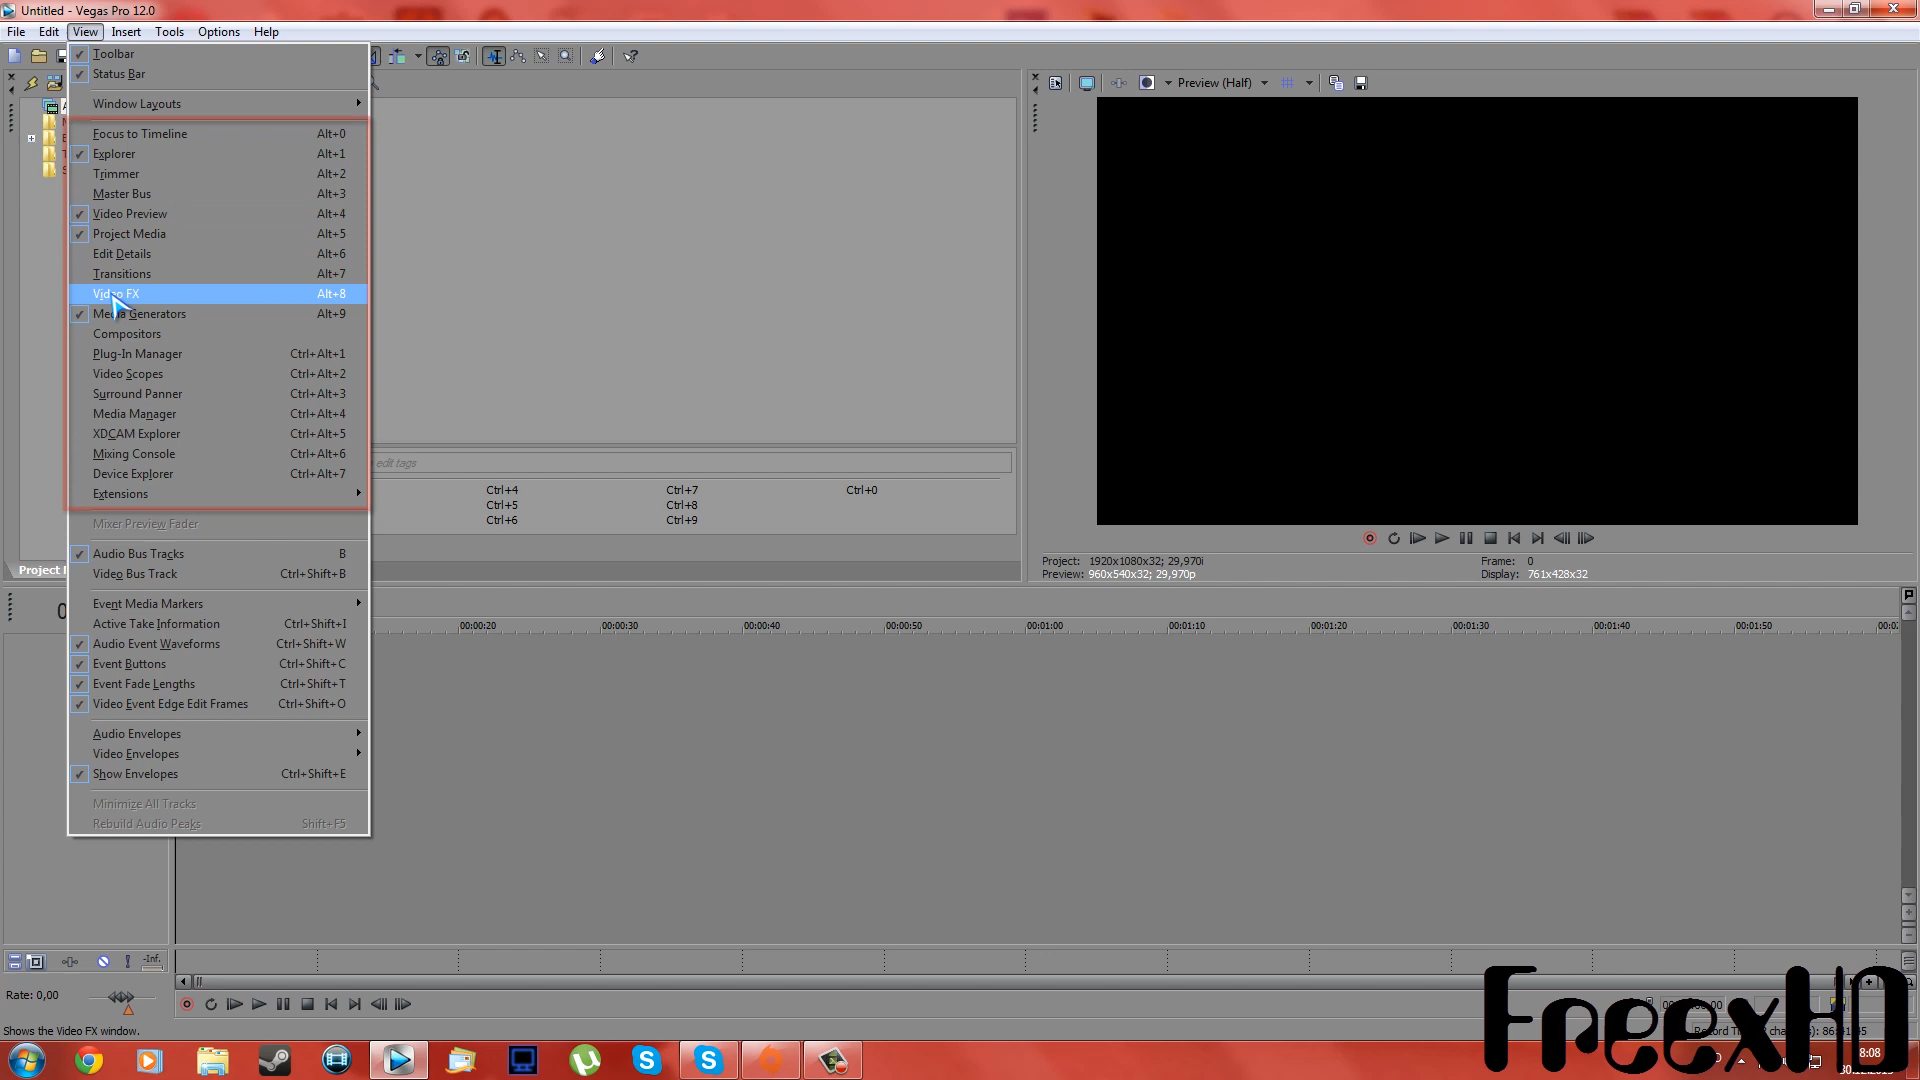 Untitled - Vegas Pro 12.0
File Edit View Insert Tools Options Help
Toolbar
Status Bar
Window Layouts
Focus to Timeline Alt+0
Explorer Alt+1
Trimmer Alt+2
Master Bus Alt+3
Video Preview Alt+4
Project Media Alt+5
Edit Details Alt+6
Transitions Alt+7
Video FX Alt+8
Media Generators Alt+9
Compositors
Plug-In Manager Ctrl+Alt+1
Video Scopes Ctrl+Alt+2
Surround Panner Ctrl+Alt+3
Media Manager Ctrl+Alt+4
XDCAM Explorer Ctrl+Alt+5
Mixing Console Ctrl+Alt+6
Device Explorer Ctrl+Alt+7
Extensions
Mixer Preview Fader
Audio Bus Tracks B
Video Bus Track Ctrl+Shift+B
Event Media Markers
Active Take Information Ctrl+Shift+I
Audio Event Waveforms Ctrl+Shift+W
Event Buttons Ctrl+Shift+C
Event Fade Lengths Ctrl+Shift+T
Video Event Edge Edit Frames Ctrl+Shift+O
Audio Envelopes
Video Envelopes
Show Envelopes Ctrl+Shift+E
Minimize All Tracks
Rebuild Audio Peaks Shift+F5
edit tags
Ctrl+4 Ctrl+7 Ctrl+0
Ctrl+5 Ctrl+8
Ctrl+6 Ctrl+9
Project
Preview (Half)
Project: 1920x1080x32; 29,970i
Preview: 960x540x32; 29,970p
Frame: 0
Display: 761x428x32
00:00:20 00:00:30 00:00:40 00:00:50 00:01:00 00:01:10 00:01:20 00:01:30 00:01:40 00:01:50
-Inf.
Rate: 0,00
Shows the Video FX window.
FreexHD
8:08